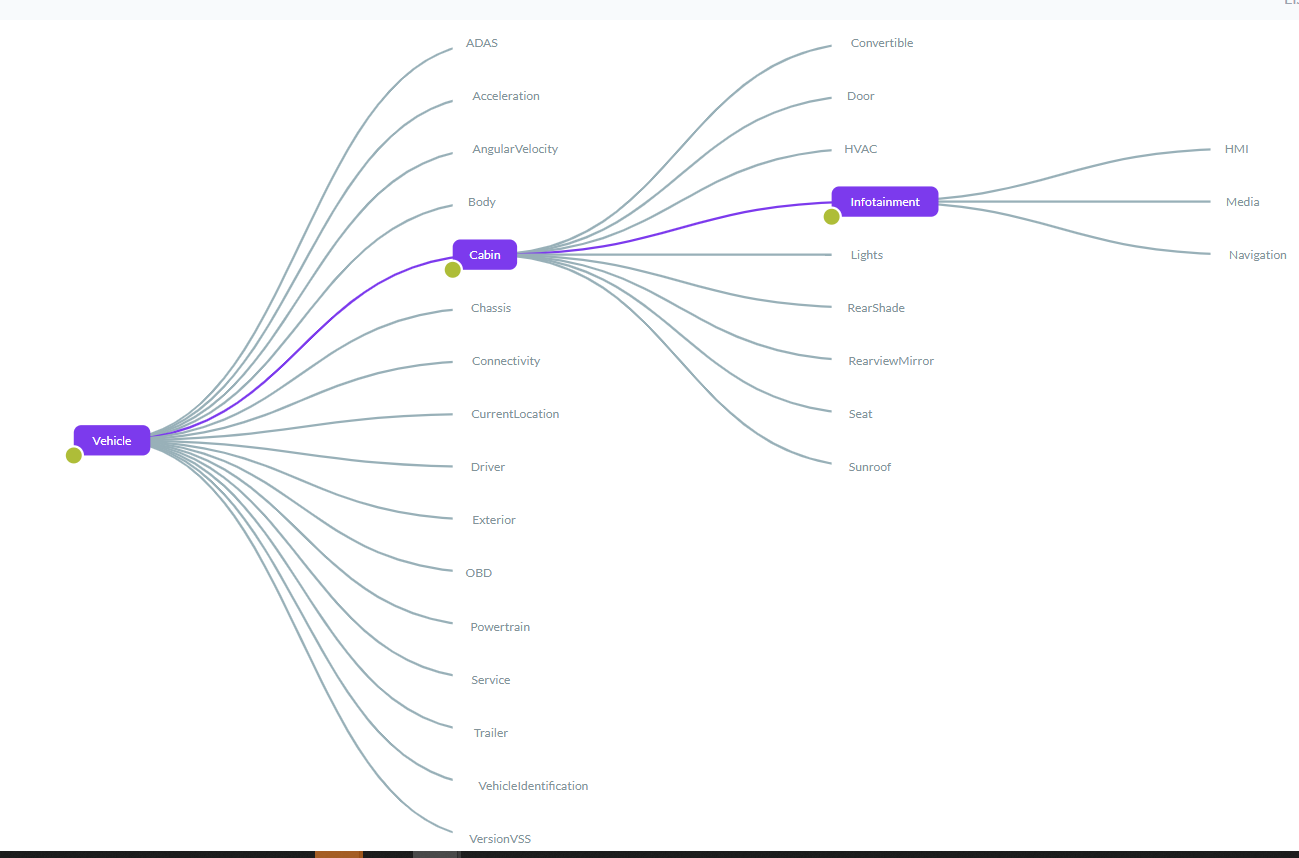 ADAS
Acceleration
AngularVelocity
Body
Cabin
Chassis
Connectivity
CurrentLocation
Driver
Exterior
OBD
Powertrain
Service
Trailer
VehicleIdentification
VersionVSS
Vehicle
Convertible
Door
HVAC
Infotainment
Lights
RearShade
RearviewMirror
Seat
Sunroof
HMI
Media
Navigation